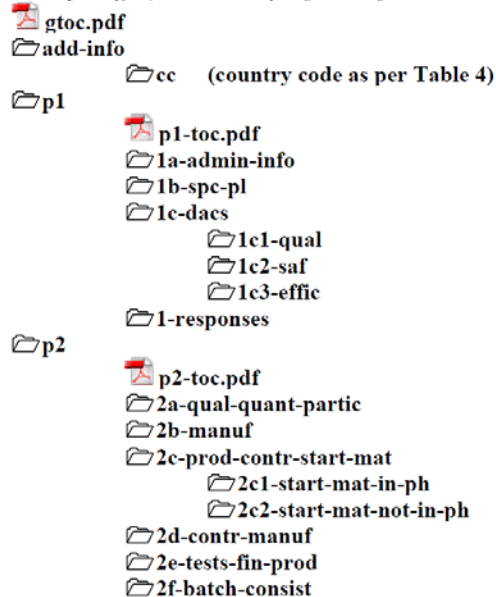 gtoc.pdf
add-info
cc (country code as per Table 4)
p1
p1-toc.pdf
1a-admin-info
1b-spc-pl
1c-dacs
1c1-qual
1c2-saf
1c3-effic
1-responses
p2
p2-toc.pdf
2a-qual-quant-partic
2b-manuf
2c-prod-contr-start-mat
2c1-start-mat-in-ph
2c2-start-mat-not-in-ph
2d-contr-manuf
2e-tests-fin-prod
2f-batch-consist